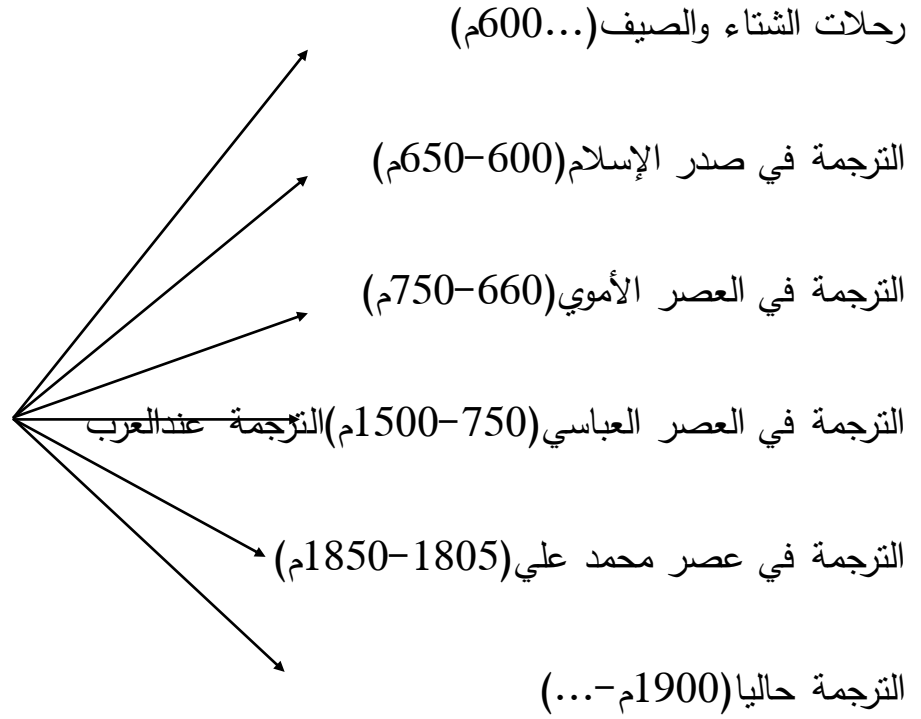 رحلات الشتاء والصيف(...600م)
الترجمة في صدر الإسلام(600-650م)
الترجمة في العصر الأموي(660-750م)
الترجمة في العصر العباسي(750-1500م)الترجمة عندالعرب
الترجمة في عصر محمد علي(1805-1850م)
الترجمة حاليا(1900م-...)